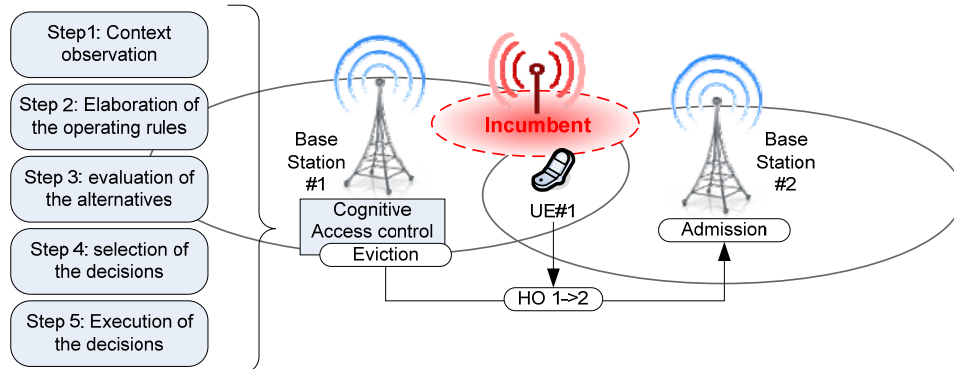 Step1: Context
observation
Step 2: Elaboration of
the operating rules
Step 3: evaluation of
the alternatives
Step 4: selection of
the decisions
Step 5: Execution of
the decisions
Base
Station
#1
Cognitive
Access control
Eviction
Incumbent
UE#1
HO 1->2
Base
Station
#2
Admission